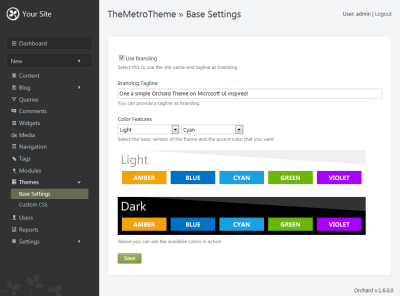 Your Site
TheMetroTheme » Base Settings
User: admin | Logout
Dashboard
New
Content
Blog
Queries
Comments
Widgets
Media
Navigation
Tags
Modules
Themes
Base Settings
Custom CSS
Users
Reports
Settings
Use Branding
Select this to use the site name and tagline as branding
Branding Tagline
One a simple Orchard Theme on Microsoft UI inspired!
You can provide a tagline as branding
Color Features
Light Cyan
Select the basic version of the theme and the accent color that you want
Light
AMBER BLUE CYAN GREEN VIOLET
Dark
AMBER BLUE CYAN GREEN VIOLET
Above you can see the available colors in action
Save
Orchard v.1.6.0.0